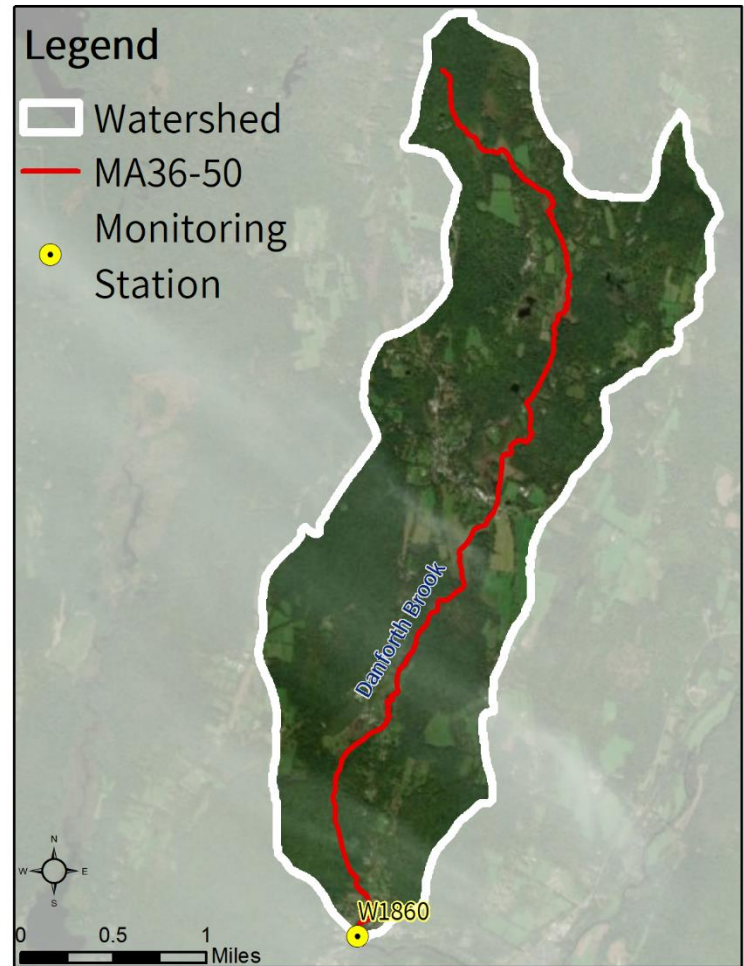 Legend
Watershed
MA36-50
Monitoring
Station
Danforth Brook
W1860
N
W E
S
0 0.5 1
Miles